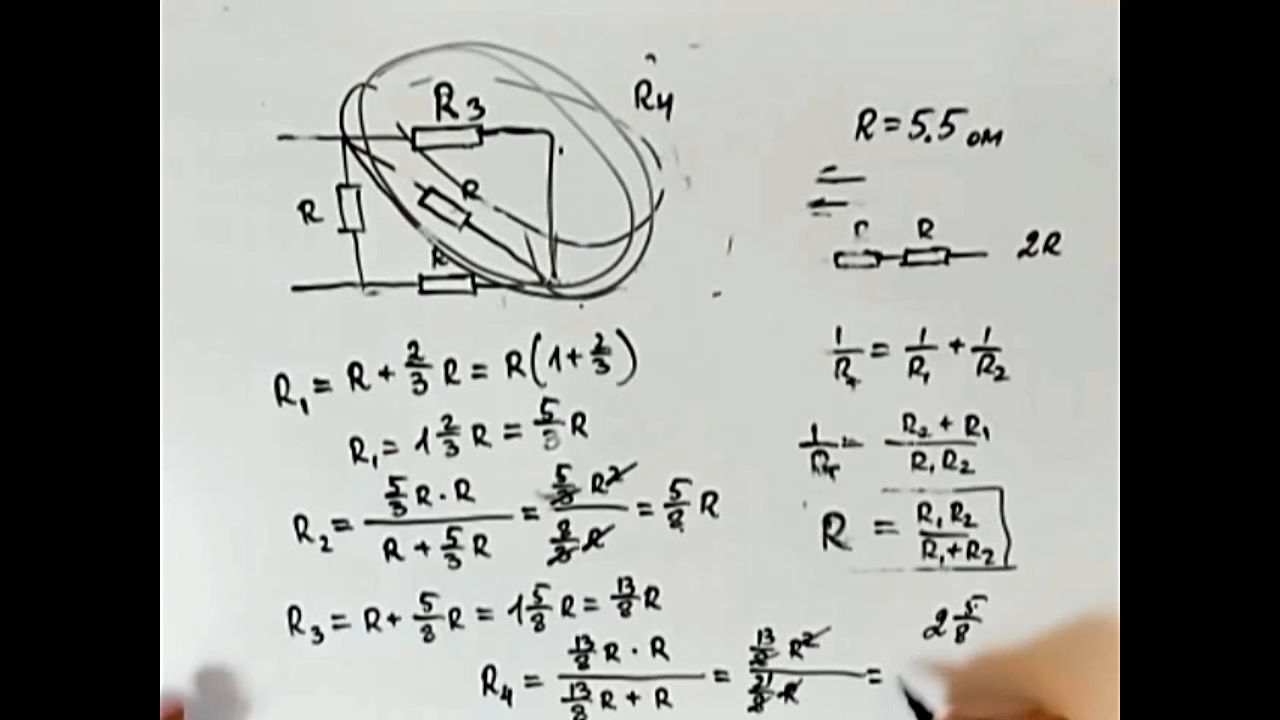 R3
R4
R
R
R
R = 5.5 ом
R
2R
1/R = 1/R₁ + 1/R₂
1/R = (R₂ + R₁)/(R₁R₂)
R = (R₁R₂)/(R₁+R₂)
2 5/8
R₁ = R + 2/3 R = R(1 + 2/3)
R₁ = 1 2/3 R = 5/3 R
R₂ = (5/3 R · R)/(R + 5/3 R) = (5/3 R²)/(8/3 R) = 5/8 R
R₃ = R + 5/8 R = 1 5/8 R = 13/8 R
R₄ = (13/8 R · R)/(13/8 R + R) = (13/8 R²)/(21/8 R) =